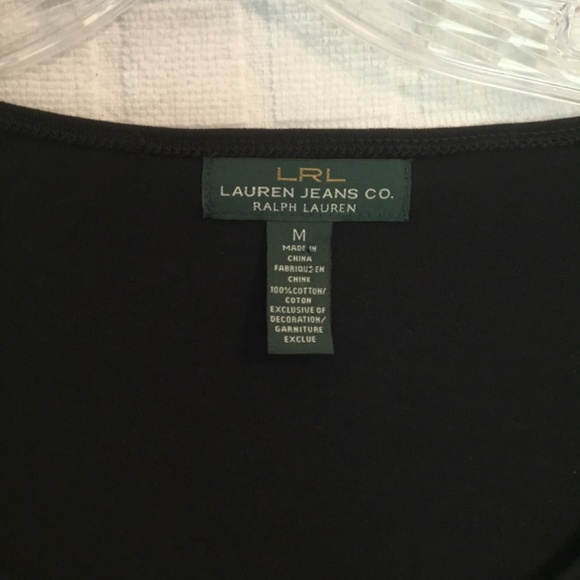 LRL
LAUREN JEANS CO.
RALPH LAUREN
M
MADE IN
CHINA
FABRIQUÉ EN
CHINE
100% COTTON/
COTON
EXCLUSIVE OF
DECORATION/
GARNITURE
EXCLUE